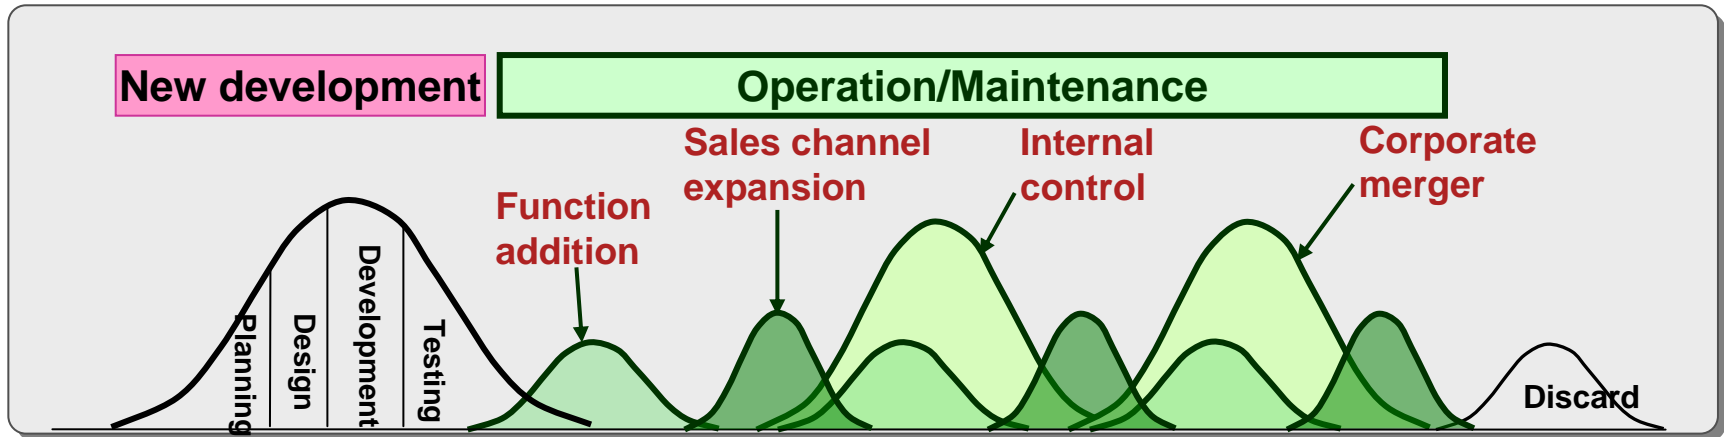 New development
Operation/Maintenance
Sales channel
expansion
Internal
control
Corporate
merger
Function
addition
Planning
Design
Development
Testing
Discard